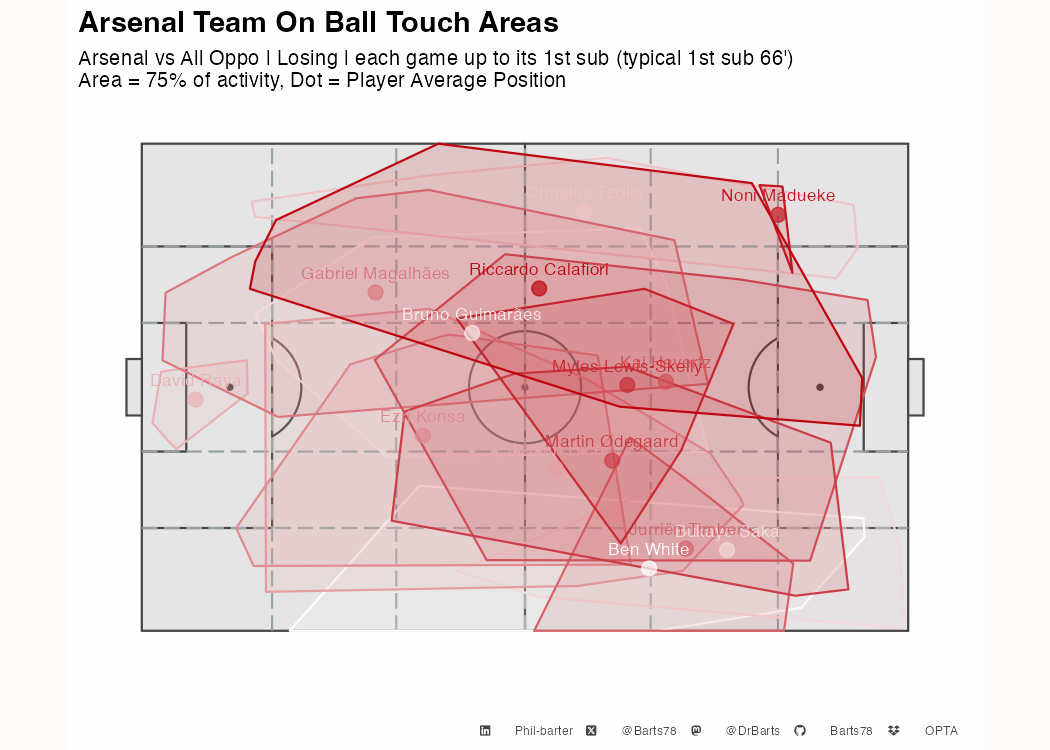 Arsenal Team On Ball Touch Areas
Arsenal vs All Oppo | Losing | each game up to its 1st sub (typical 1st sub 66')
Area = 75% of activity, Dot = Player Average Position
Christos Tzolis
Noni Madueke
Gabriel Magalhães
Riccardo Calafiori
Bruno Guimarães
Kai Havertz
Myles Lewis-Skelly
David Raya
Ezri Konsa
Martin Odegaard
Jurriën Timber
Bukayo Saka
Ben White
Phil-barter
@Barts78
@DrBarts
Barts78
OPTA